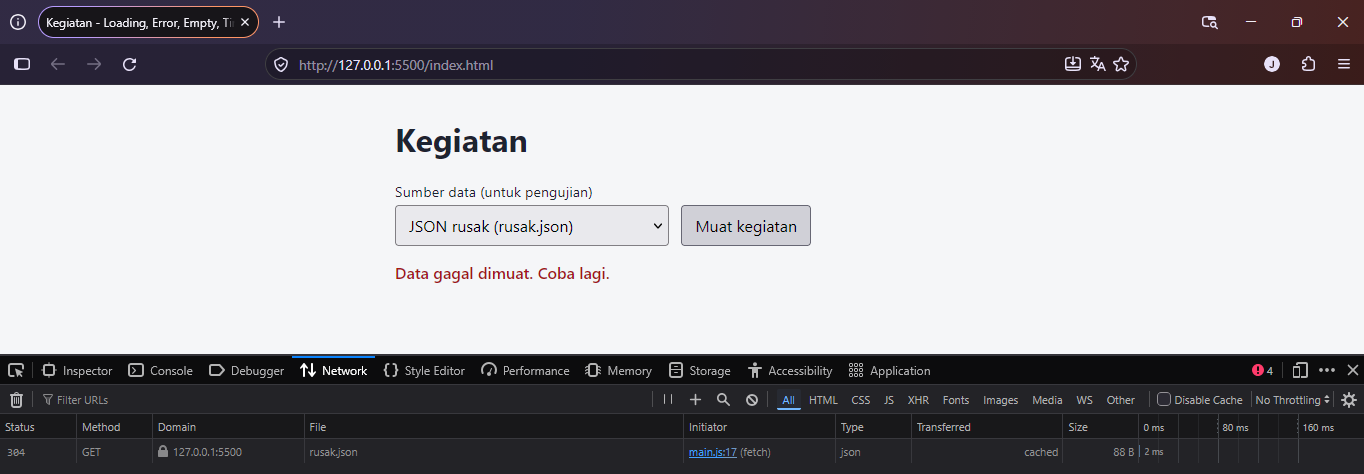 Kegiatan - Loading, Error, Empty, Ti
http://127.0.0.1:5500/index.html
J
Kegiatan
Sumber data (untuk pengujian)
JSON rusak (rusak.json)
Muat kegiatan
Data gagal dimuat. Coba lagi.
Inspector Console Debugger Network Style Editor Performance Memory Storage Accessibility Application 4
Filter URLs All HTML CSS JS XHR Fonts Images Media WS Other Disable Cache No Throttling
Status Method Domain File Initiator Type Transferred Size 0 ms 80 ms 160 ms
304 GET 127.0.0.1:5500 rusak.json main.js:17 (fetch) json cached 88 B 2 ms